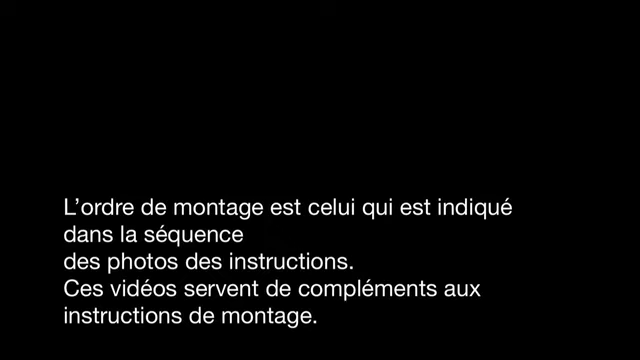 L’ordre de montage est celui qui est indiqué
dans la séquence
des photos des instructions.
Ces vidéos servent de compléments aux
instructions de montage.